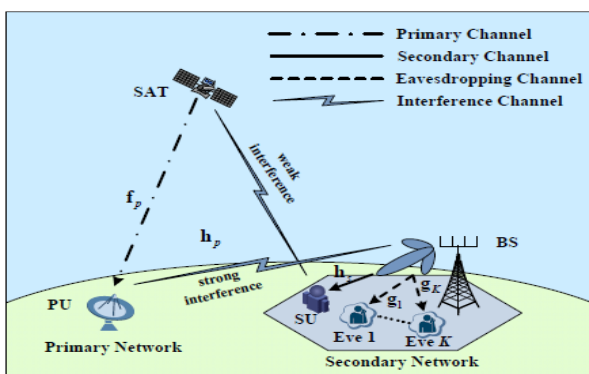 Primary Channel
Secondary Channel
Eavesdropping Channel
Interference Channel
SAT
weak
interference
f_p
h_p
BS
strong
interference
h_s
g_K
g_1
PU
SU
Eve 1
Eve K
Primary Network
Secondary Network